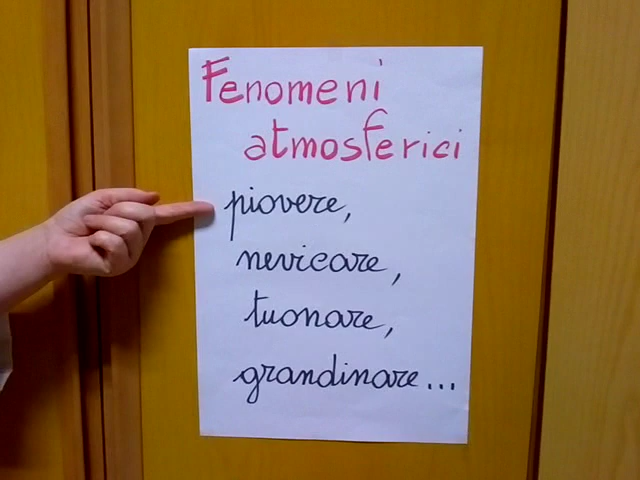 Fenomeni
atmosferici
piovere,
nevicare,
tuonare,
grandinare...